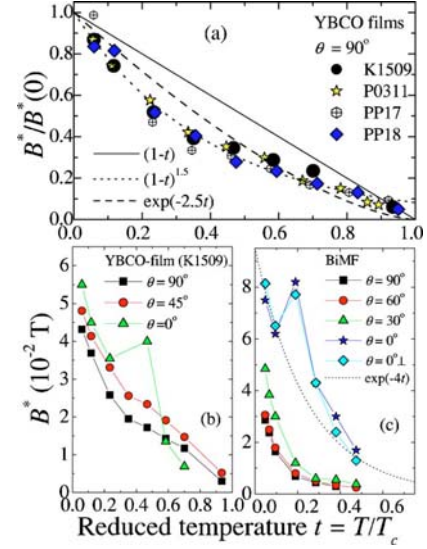 (a)
YBCO films
θ = 90°
K1509
P0311
PP17
PP18
(1-t)
(1-t)^1.5
exp(-2.5t)
B*/B*(0)
1.0
0.8
0.6
0.4
0.2
0.0
0.0 0.2 0.4 0.6 0.8 1.0
YBCO-film (K1509)
θ = 90°
θ = 45°
θ = 0°
(b)
B* (10^-2 T)
6
5
4
3
2
1
0
0.0 0.2 0.4 0.6 0.8 1.0
BiMF
θ = 90°
θ = 60°
θ = 30°
θ = 0°
θ = 0°⊥
exp(-4t)
(c)
10
8
6
4
2
0
0.0 0.2 0.4 0.6
Reduced temperature t = T/Tc